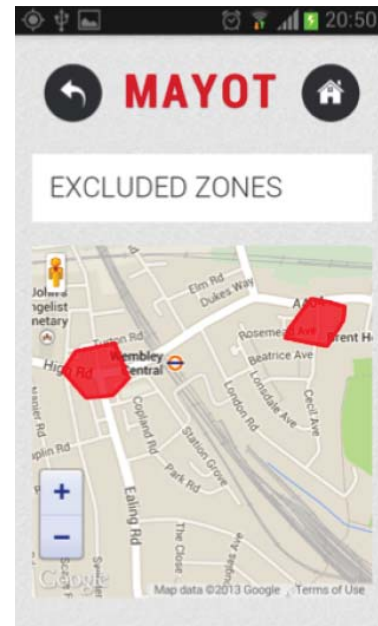 20:50
MAYOT
EXCLUDED ZONES
Elm Rd
Dukes Way
Rosemead Ave
Wembley
Central
High Rd
Beatrice Ave
London Rd
Lonsdale Ave
Cecil Ave
Copland Rd
Station Grove
Park Rd
Ealing Rd
The Close
+
−
Google
Map data ©2013 Google
Terms of Use